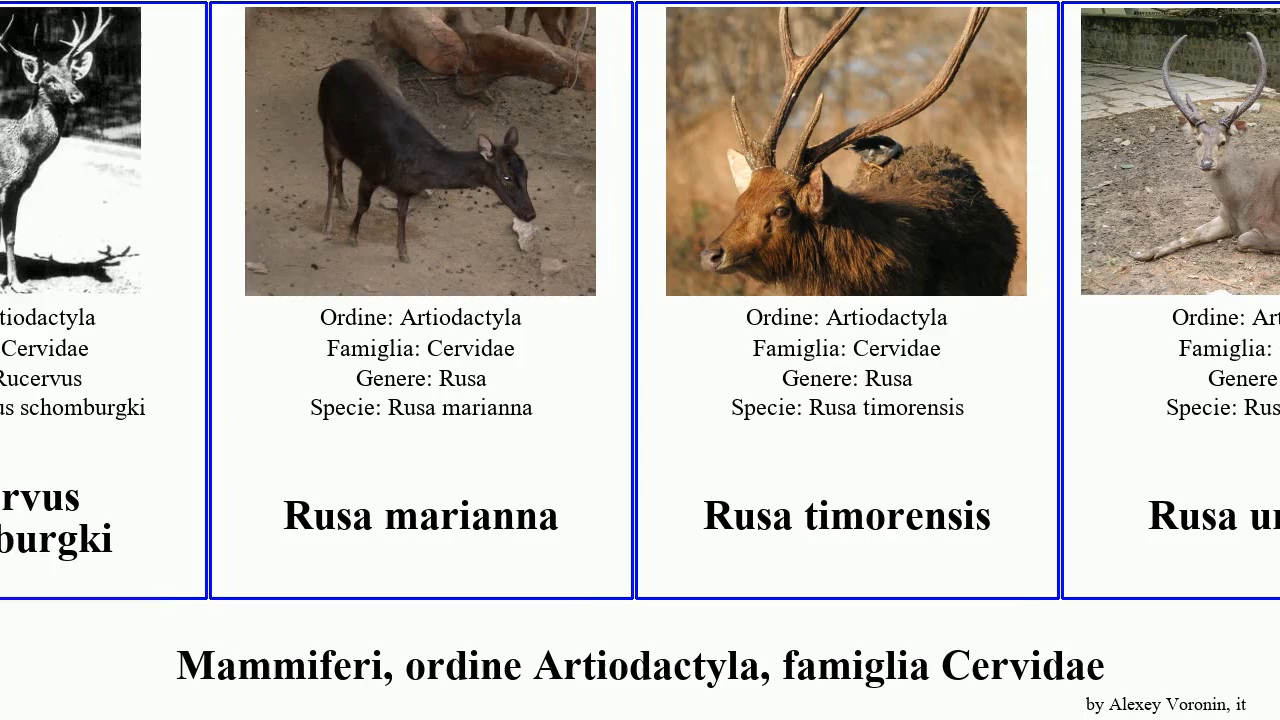 tiodactyla
Cervidae
Rucervus
us schomburgki
rvus
burgki
Ordine: Artiodactyla
Famiglia: Cervidae
Genere: Rusa
Specie: Rusa marianna
Rusa marianna
Ordine: Artiodactyla
Famiglia: Cervidae
Genere: Rusa
Specie: Rusa timorensis
Rusa timorensis
Ordine: Art
Famiglia:
Genere
Specie: Rus
Rusa un
Mammiferi, ordine Artiodactyla, famiglia Cervidae
by Alexey Voronin, it